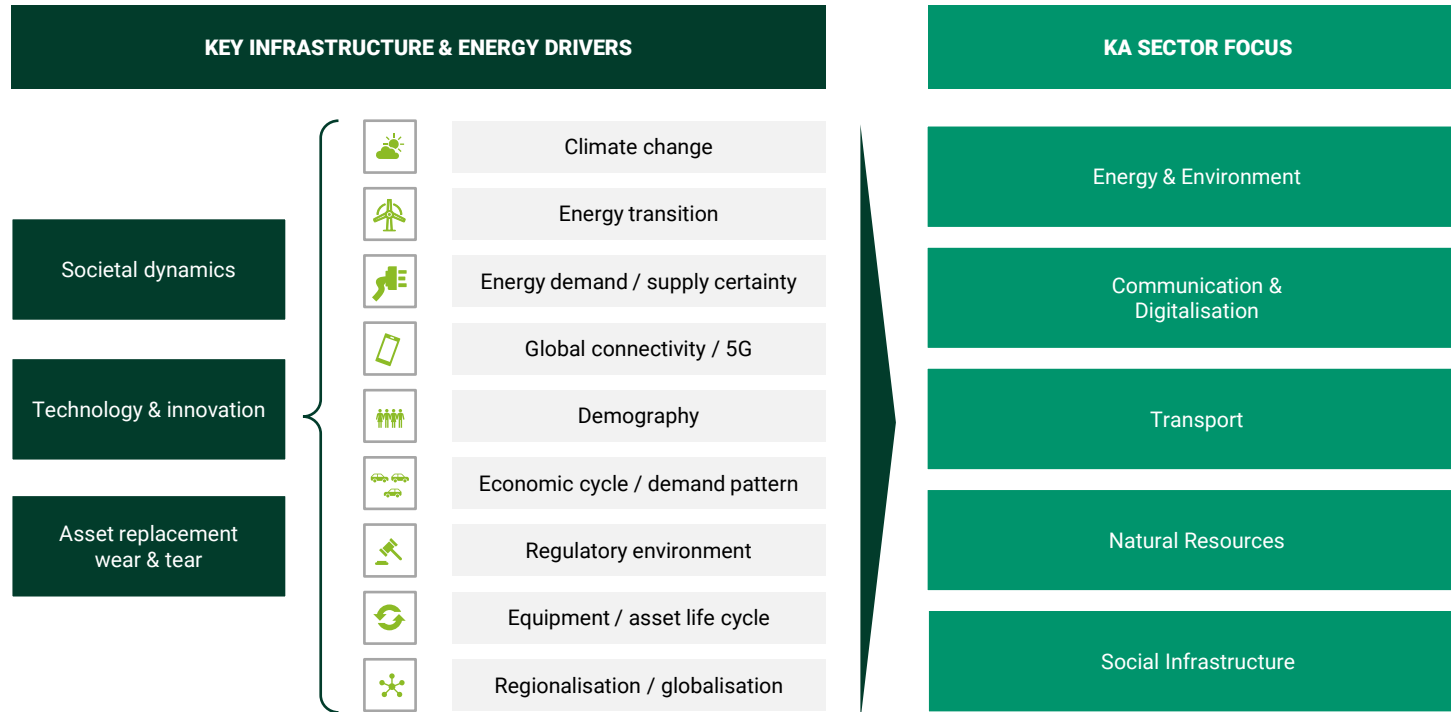 KEY INFRASTRUCTURE & ENERGY DRIVERS
KA SECTOR FOCUS
Societal dynamics
Technology & innovation
Asset replacement
wear & tear
Climate change
Energy transition
Energy demand / supply certainty
Global connectivity / 5G
Demography
Economic cycle / demand pattern
Regulatory environment
Equipment / asset life cycle
Regionalisation / globalisation
Energy & Environment
Communication &
Digitalisation
Transport
Natural Resources
Social Infrastructure